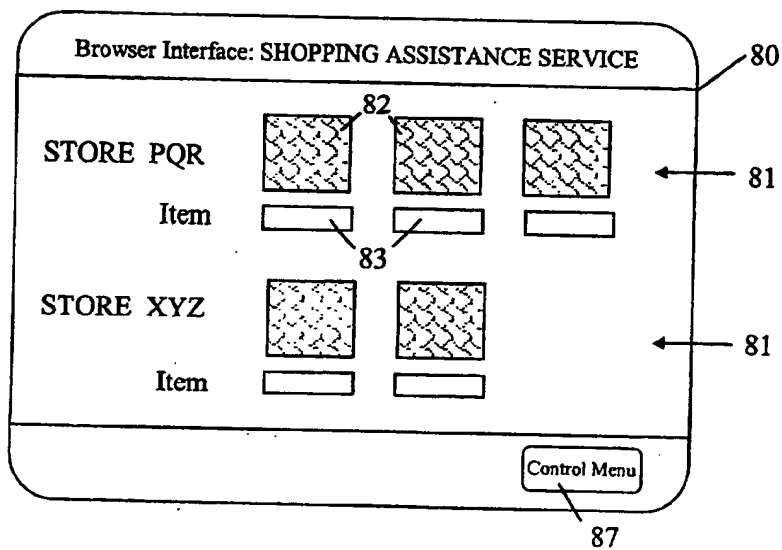 Browser Interface: SHOPPING ASSISTANCE SERVICE
80
82
STORE PQR
81
Item
83
STORE XYZ
81
Item
Control Menu
87